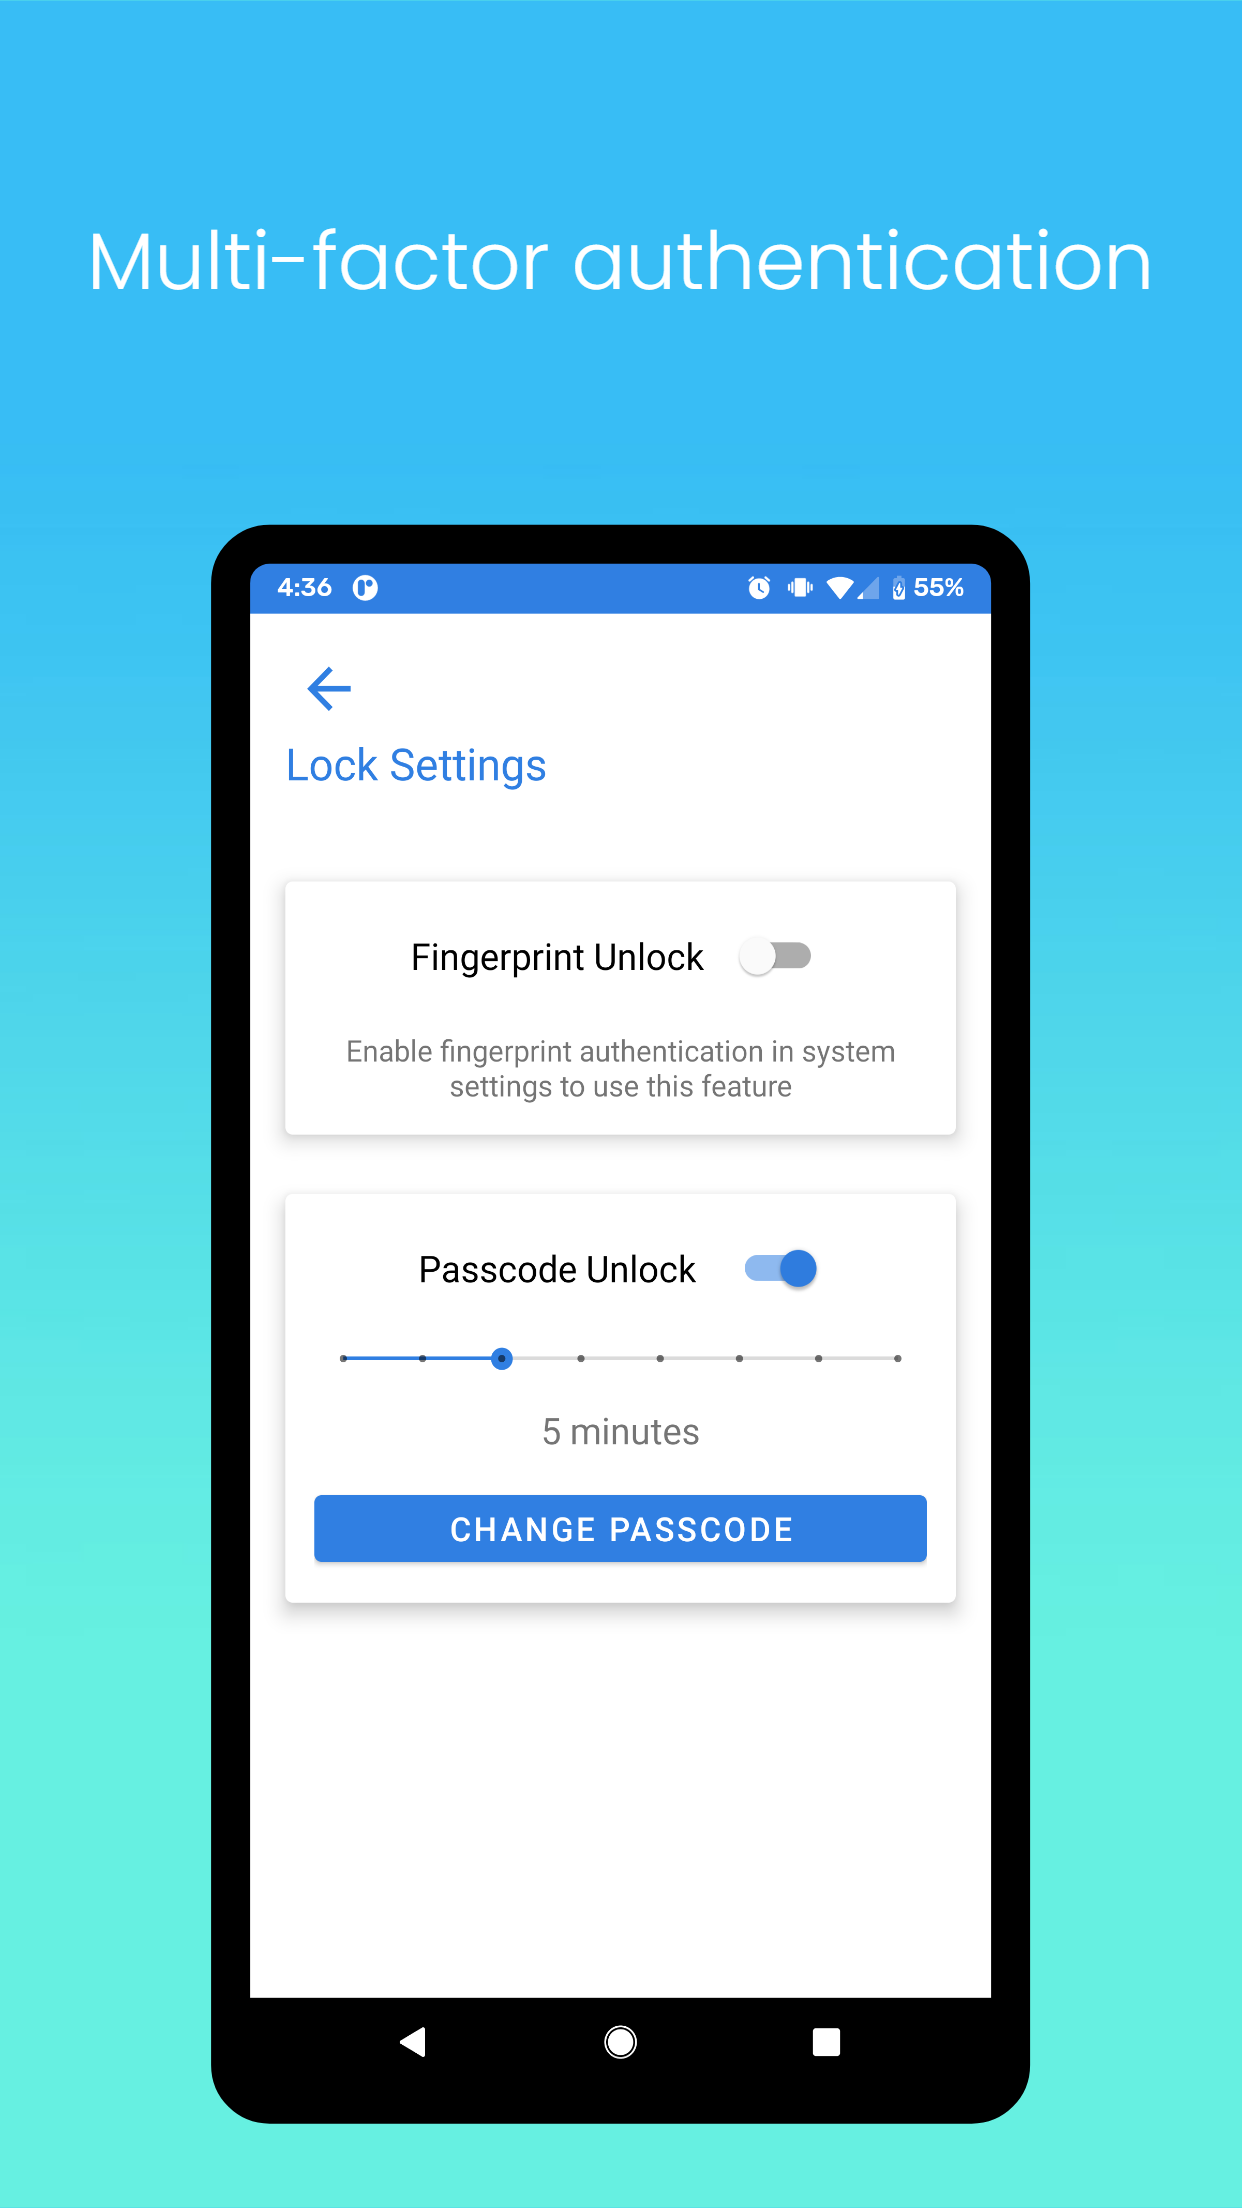 Multi-factor authentication
4:36 55%
Lock Settings
Fingerprint Unlock
Enable fingerprint authentication in system
settings to use this feature
Passcode Unlock
5 minutes
CHANGE PASSCODE